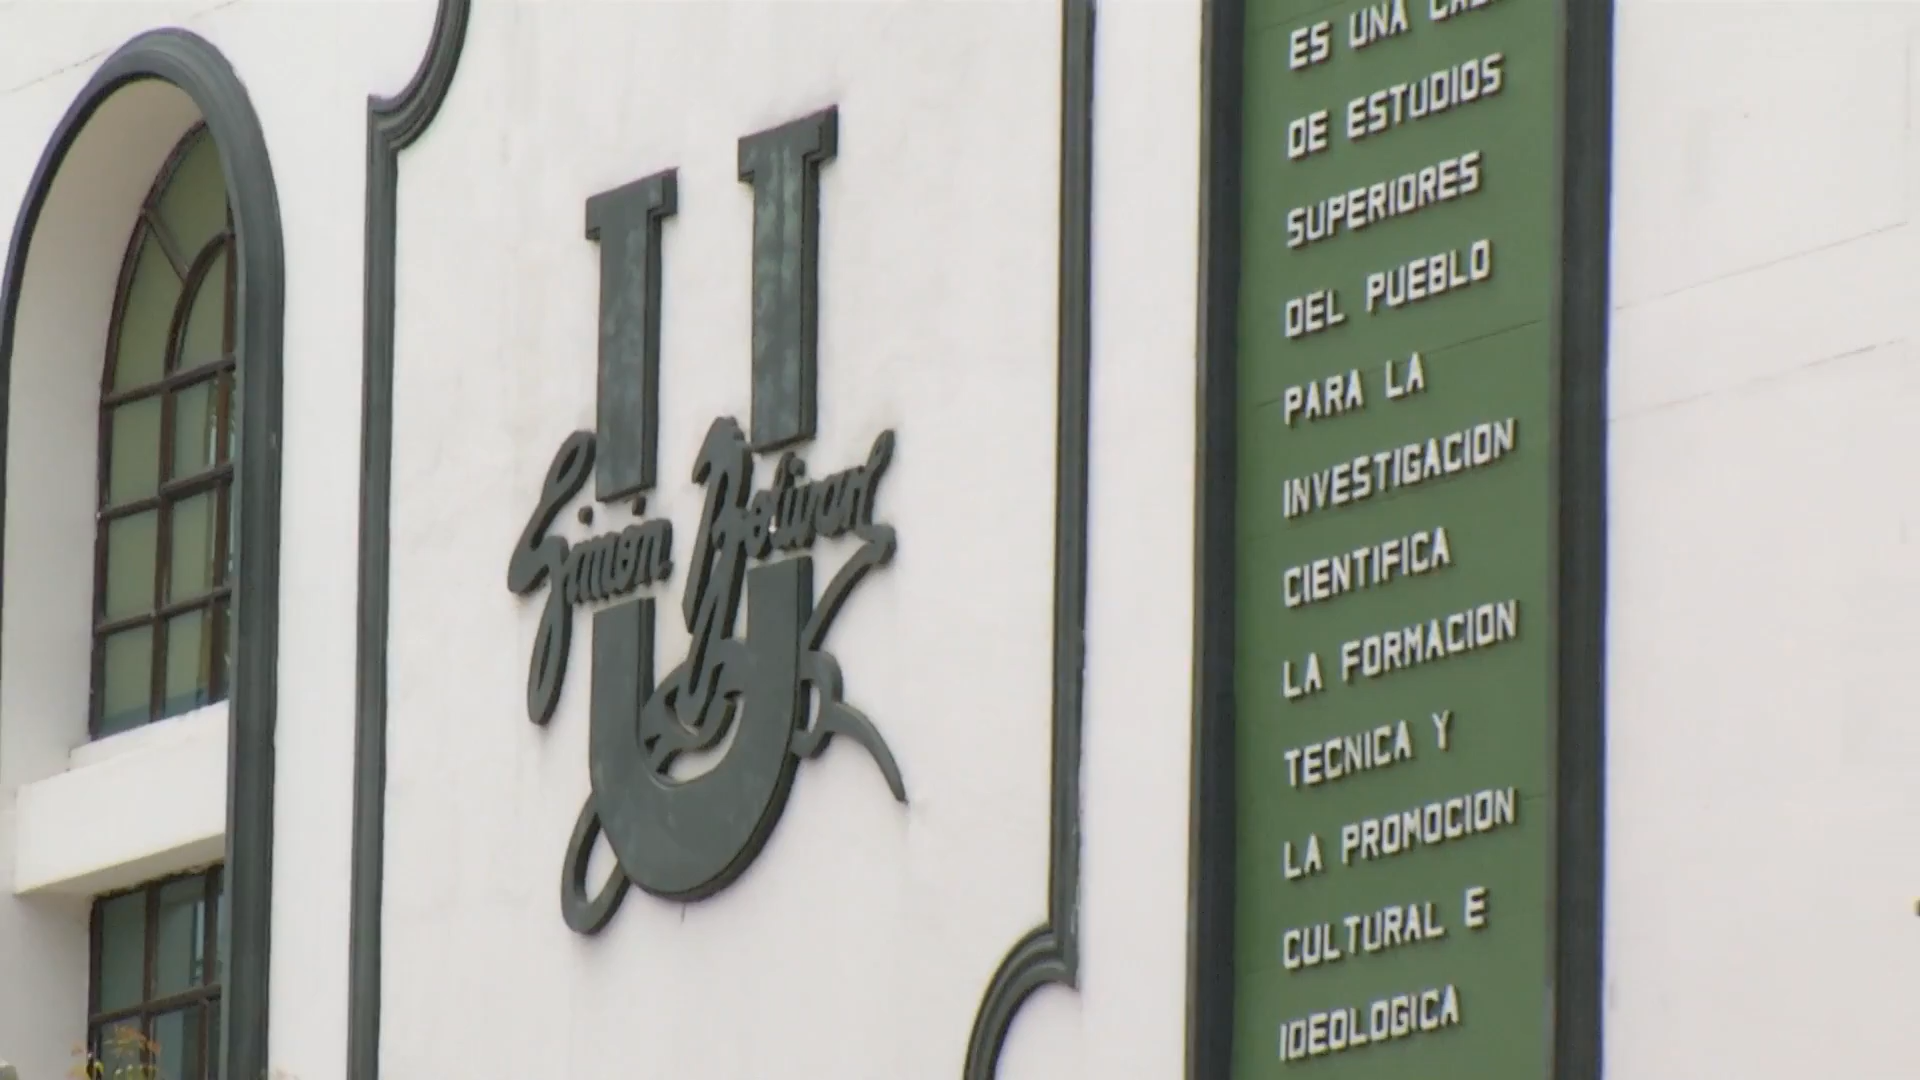 U
Simón Bolívar
ES UNA
DE ESTUDIOS
SUPERIORES
DEL PUEBLO
PARA LA
INVESTIGACION
CIENTIFICA
LA FORMACION
TECNICA Y
LA PROMOCION
CULTURAL E
IDEOLOGICA